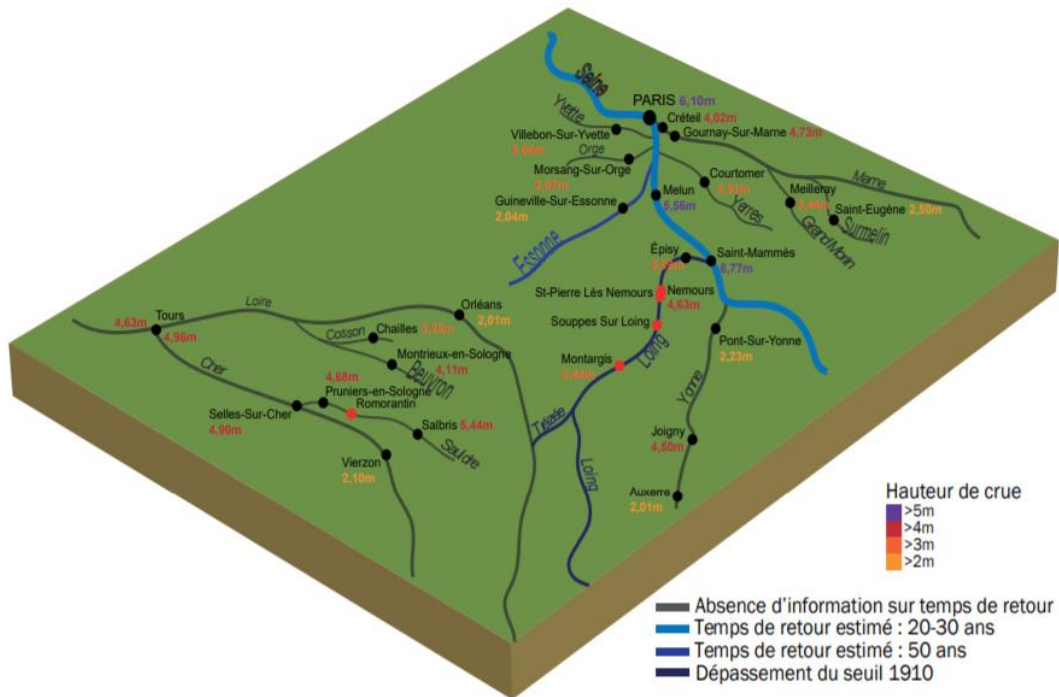 Seine
PARIS 6,10m
Yvette
Créteil 4,02m
Gournay-Sur-Marne 4,73m
Villebon-Sur-Yvette
Orge
Morsang-Sur-Orge
Courtomer
Marne
Meilleray
Melun
5,56m
Guineville-Sur-Essonne
2,04m
Yerres
Saint-Eugène 2,50m
Surmelin
Grand Morin
Essonne
Épisy
Saint-Mammès
6,77m
St-Pierre Lès Nemours
Nemours
4,63m
Loire
Orléans
2,01m
Tours
4,63m
4,96m
Souppes Sur Loing
Cosson
Chailles
Pont-Sur-Yonne
2,23m
Loing
Montrieux-en-Sologne
4,11m
Beuvron
Montargis
Cher
4,68m
Pruniers-en-Sologne
Romorantin
Yonne
Selles-Sur-Cher
4,90m
Salbris 5,44m
Sauldre
Trézée
Joigny
4,50m
Vierzon
2,10m
Loing
Auxerre
2,01m
Hauteur de crue
>5m
>4m
>3m
>2m
Absence d'information sur temps de retour
Temps de retour estimé : 20-30 ans
Temps de retour estimé : 50 ans
Dépassement du seuil 1910